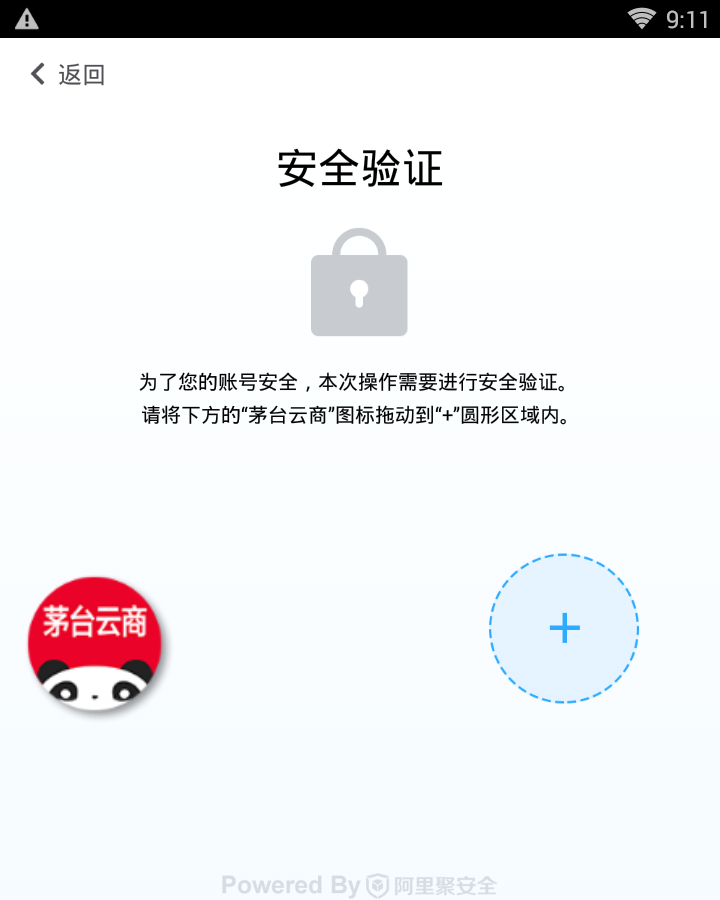 9:11
返回
安全验证
为了您的账号安全，本次操作需要进行安全验证。
请将下方的“茅台云商”图标拖动到“+”圆形区域内。
茅台云商
+
Powered By 阿里聚安全